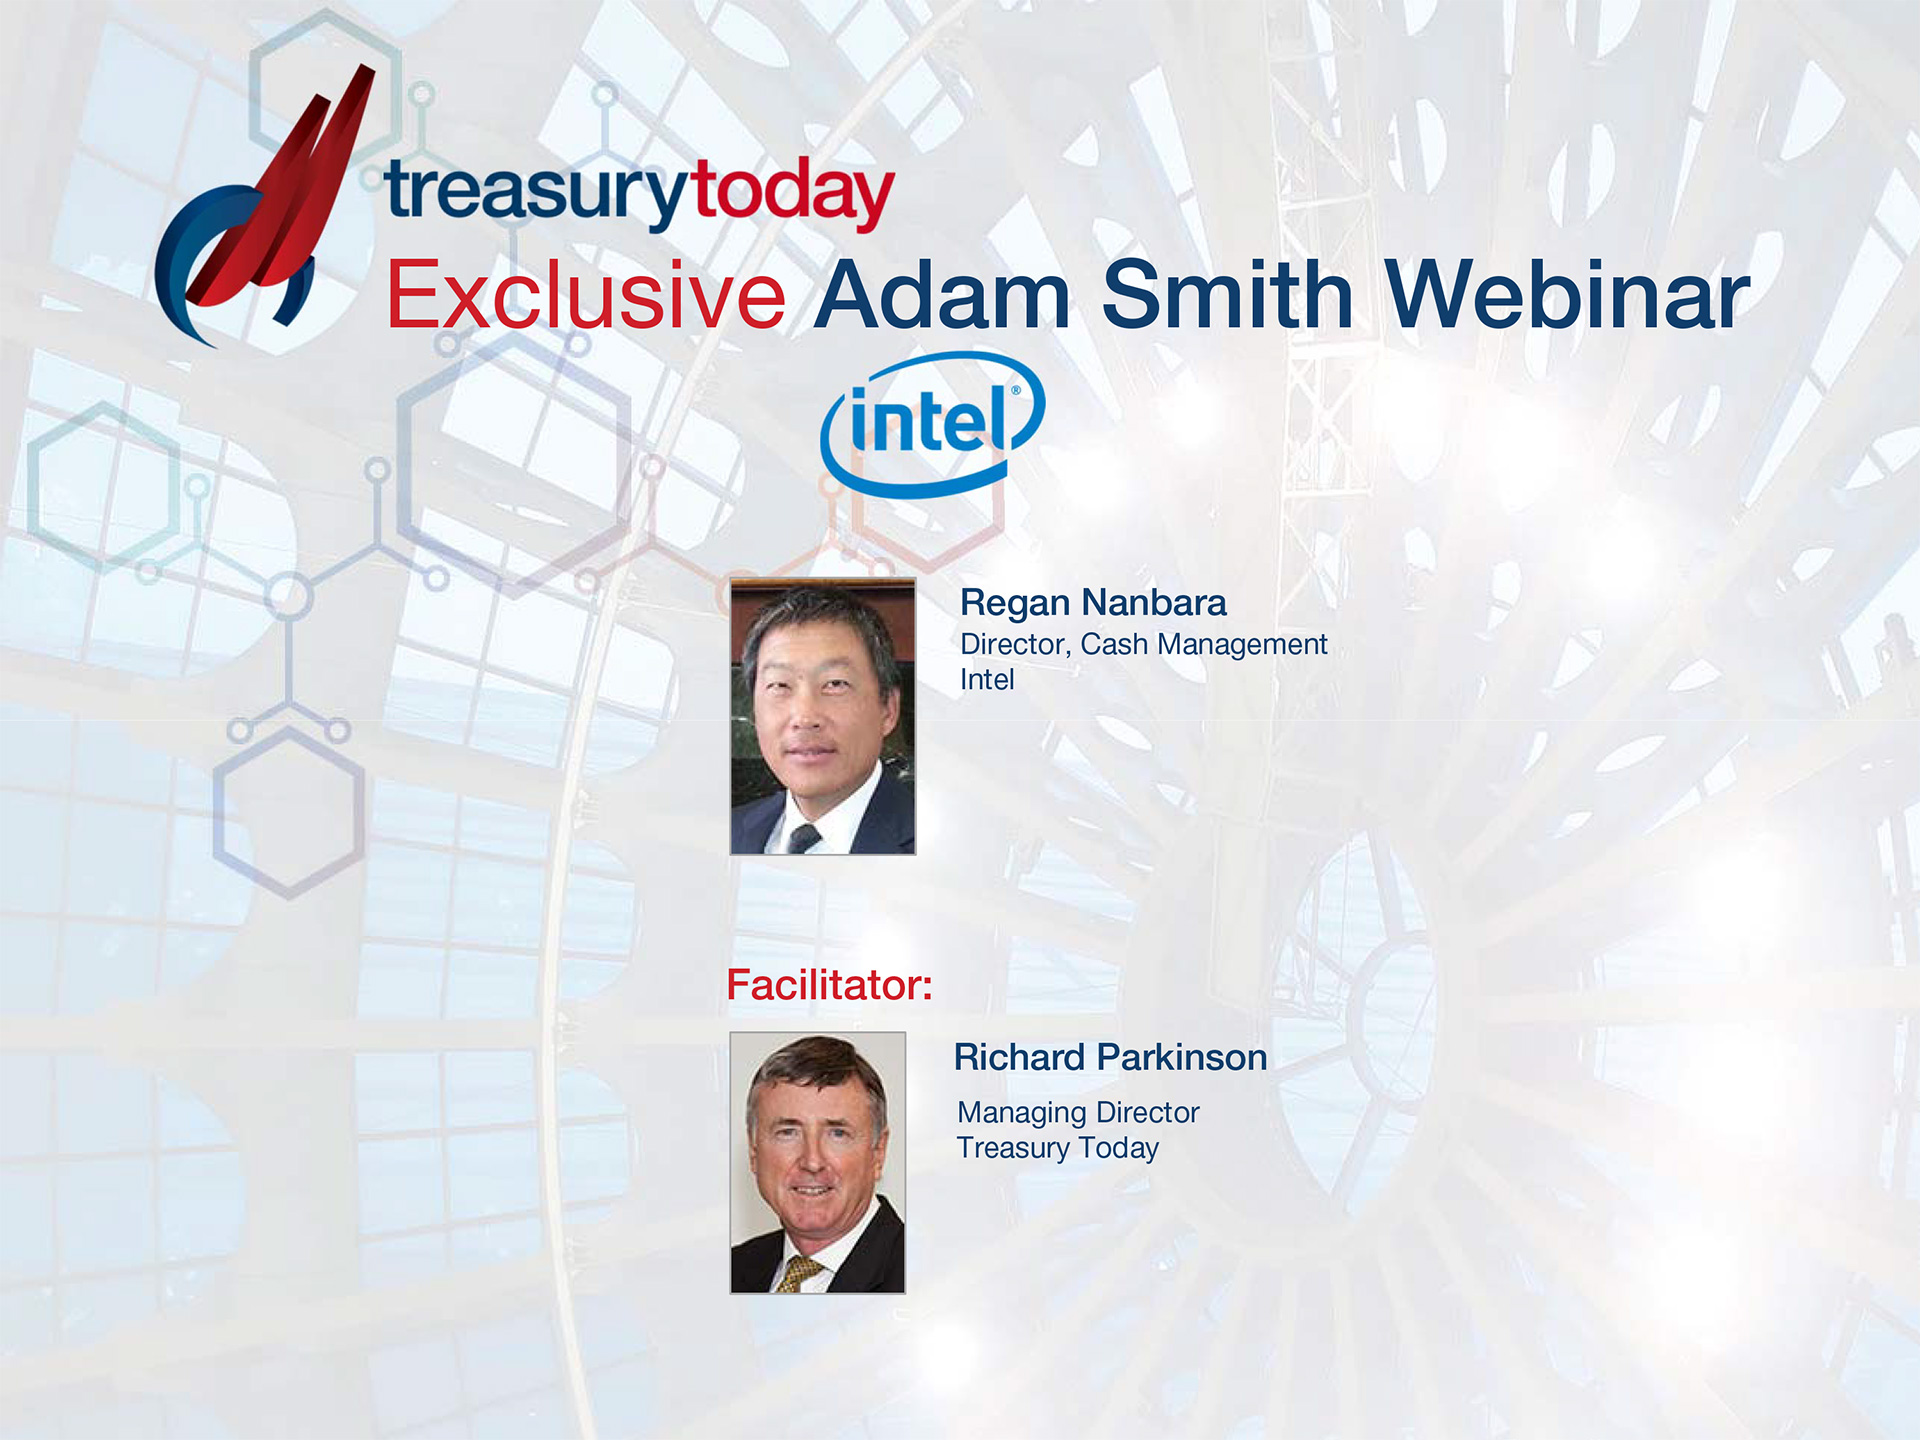 treasurytoday
Exclusive Adam Smith Webinar
intel®
Regan Nanbara
Director, Cash Management
Intel
Facilitator:
Richard Parkinson
Managing Director
Treasury Today